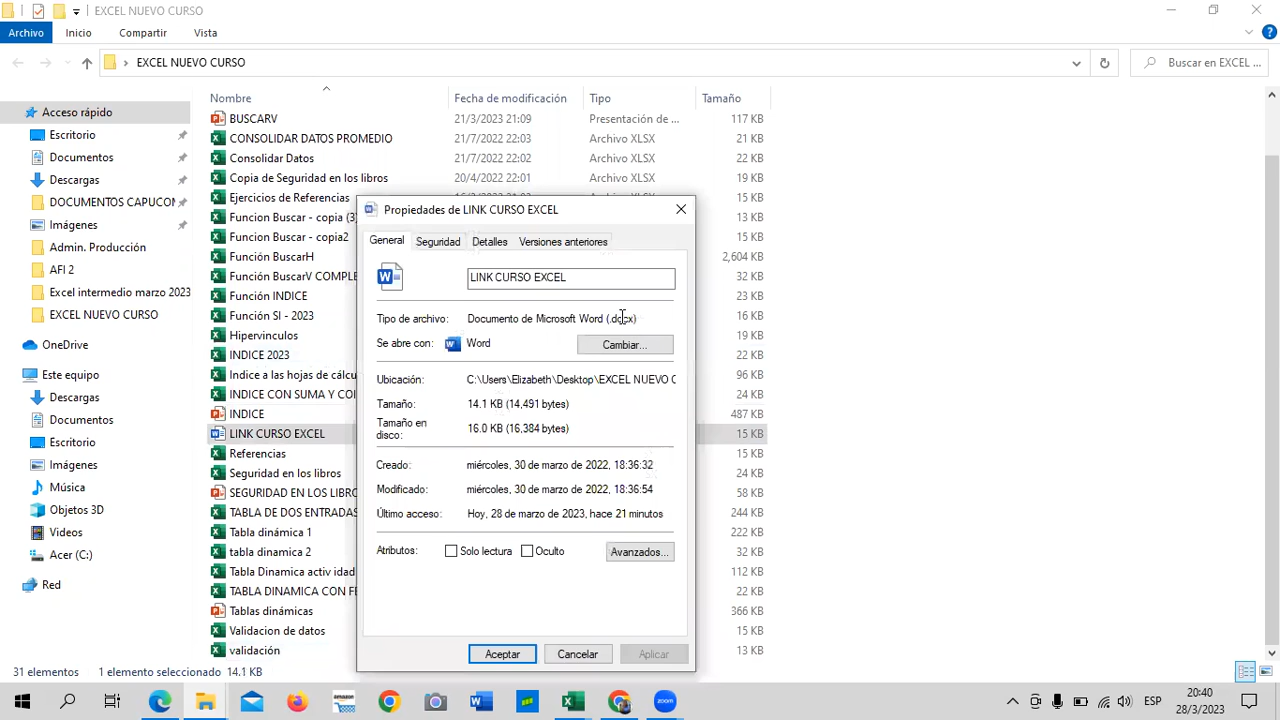 EXCEL NUEVO CURSO
Archivo Inicio Compartir Vista
EXCEL NUEVO CURSO
Buscar en EXCEL ...
Acceso rápido
Escritorio
Documentos
Descargas
DOCUMENTOS CAPUCON
Imágenes
Admin. Producción
AFI 2
Excel intermedio marzo 2023
EXCEL NUEVO CURSO
OneDrive
Este equipo
Descargas
Documentos
Escritorio
Imágenes
Música
Objetos 3D
Videos
Acer (C:)
Red
Nombre Fecha de modificación Tipo Tamaño
BUSCARV 21/3/2023 21:09 Presentación de ... 117 KB
CONSOLIDAR DATOS PROMEDIO 21/7/2022 22:03 Archivo XLSX 21 KB
Consolidar Datos 21/7/2022 22:02 Archivo XLSX 22 KB
Copia de Seguridad en los libros 20/4/2022 22:01 Archivo XLSX 19 KB
Ejercicios de Referencias 15 KB
Funcion Buscar - copia (3) 13 KB
Funcion Buscar - copia2 15 KB
Funcion BuscarH 2,604 KB
Funcion BuscarV COMPLE 32 KB
Función INDICE 23 KB
Función SI - 2023 16 KB
Hipervinculos 15 KB
INDICE 2023 22 KB
Indice a las hojas de cálcu 96 KB
INDICE CON SUMA Y CO 24 KB
INDICE 487 KB
LINK CURSO EXCEL 15 KB
Referencias 15 KB
Seguridad en los libros 24 KB
SEGURIDAD EN LOS LIBRO 58 KB
TABLA DE DOS ENTRADAS 244 KB
Tabla dinámica 1 222 KB
tabla dinamica 2 32 KB
Tabla Dinamica activ idad 112 KB
TABLA DINAMICA CON FE 22 KB
Tablas dinámicas 366 KB
Validacion de datos 15 KB
validación 13 KB
Propiedades de LINK CURSO EXCEL
General Seguridad Detalles Versiones anteriores
LINK CURSO EXCEL
Tipo de archivo: Documento de Microsoft Word (.docx)
Se abre con: Word Cambiar...
Ubicación: C:\Users\Elizabeth\Desktop\EXCEL NUEVO C
Tamaño: 14.1 KB (14,491 bytes)
Tamaño en
disco: 16.0 KB (16,384 bytes)
Creado: miércoles, 30 de marzo de 2022, 18:36:32
Modificado: miércoles, 30 de marzo de 2022, 18:36:54
Último acceso: Hoy, 28 de marzo de 2023, hace 21 minutos
Atributos: Solo lectura Oculto Avanzados...
Aceptar Cancelar Aplicar
31 elementos 1 elemento seleccionado 14.1 KB
amazon
zoom
ESP
20:40
28/3/2023